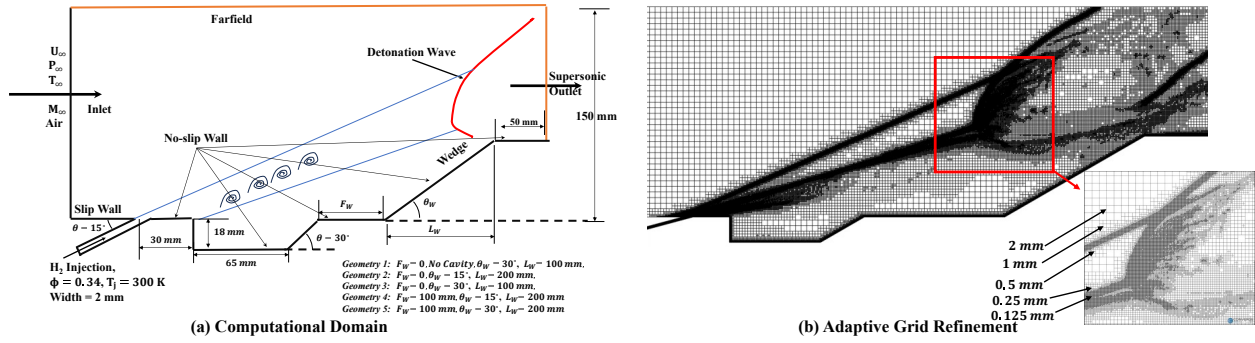 Farfield
U∞
P∞
T∞
M∞
Air
Inlet
Detonation Wave
Supersonic
Outlet
150 mm
50 mm
No-slip Wall
Wedge
Slip Wall
θ − 15°
30 mm
18 mm
65 mm
F_W
θ_W
L_W
θ − 30°
H₂ Injection,
ϕ = 0.34, T_j = 300 K
Width = 2 mm
Geometry 1: F_W − 0, No Cavity, θ_W − 30°, L_W − 100 mm,
Geometry 2: F_W − 0, θ_W − 15°, L_W − 200 mm,
Geometry 3: F_W − 0, θ_W − 30°, L_W − 100 mm,
Geometry 4: F_W − 100 mm, θ_W − 15°, L_W − 200 mm
Geometry 5: F_W − 100 mm, θ_W − 30°, L_W − 200 mm
(a) Computational Domain
2 mm
1 mm
0.5 mm
0.25 mm
0.125 mm
(b) Adaptive Grid Refinement